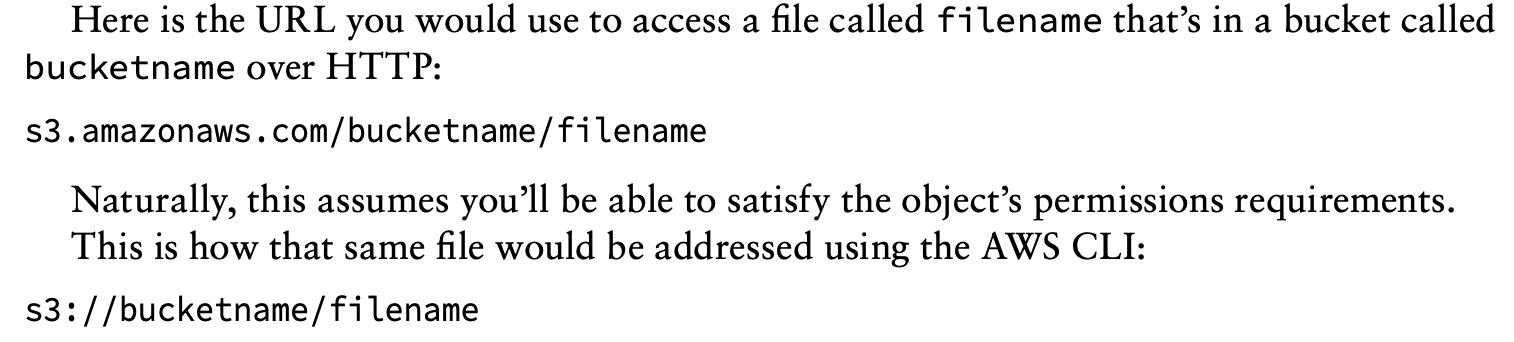 Here is the URL you would use to access a file called filename that’s in a bucket called
bucketname over HTTP:
s3.amazonaws.com/bucketname/filename
Naturally, this assumes you’ll be able to satisfy the object’s permissions requirements.
This is how that same file would be addressed using the AWS CLI:
s3://bucketname/filename